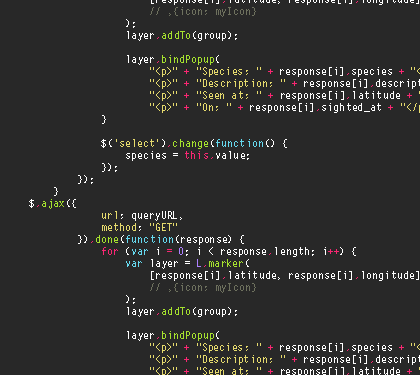 [response[i].latitude, response[i].longitude]
// ,{icon: myIcon}
);
layer.addTo(group);
layer.bindPopup(
"<p>" + "Species: " + response[i].species + "<
"<p>" + "Description: " + response[i].descript
"<p>" + "Seen at: " + response[i].latitude +
"<p>" + "On: " + response[i].sighted_at + "</p
}
$('select').change(function() {
species = this.value;
});
});
}
$.ajax({
url: queryURL,
method: "GET"
}).done(function(response) {
for (var i = 0; i < response.length; i++) {
var layer = L.marker(
[response[i].latitude, response[i].longitude]
// ,{icon: myIcon}
);
layer.addTo(group);
layer.bindPopup(
"<p>" + "Species: " + response[i].species + "<
"<p>" + "Description: " + response[i].descript
"<p>" + "Seen at: " + response[i].latitude +